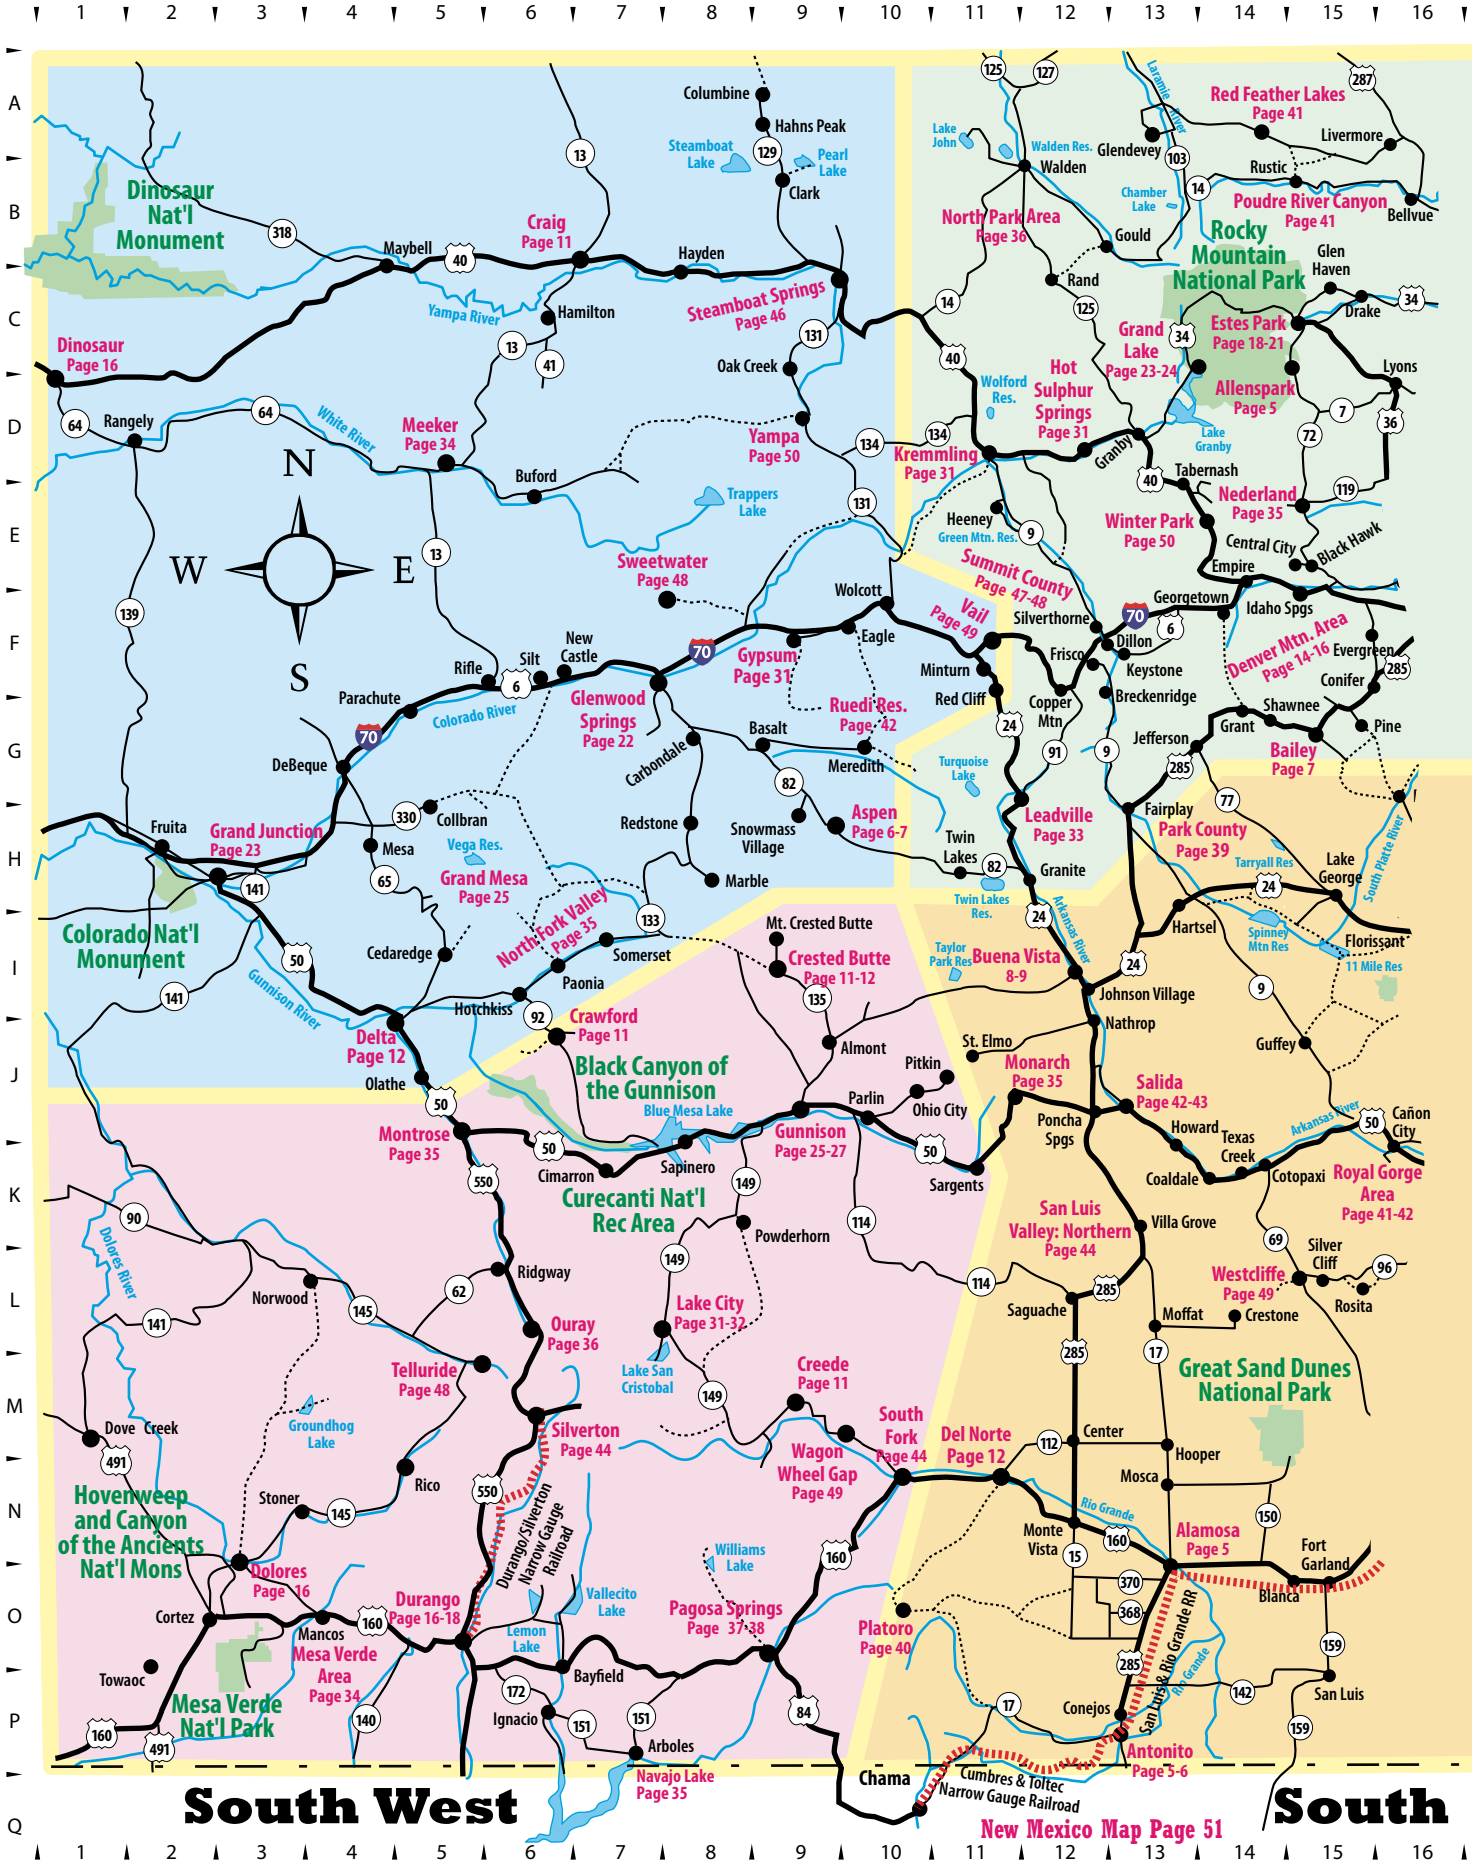 1 2 3 4 5 6 7 8 9 10 11 12 13 14 15 16
A
Columbine
Hahns Peak
Steamboat
Lake
129
Pearl
Lake
Clark
13
125
127
Laramie River
287
Red Feather Lakes
Page 41
Livermore
Lake
John
Walden Res.
Walden
Glendevey
103
Rustic
14
Chamber
Lake
Poudre River Canyon
Page 41
Bellvue
B
Dinosaur
Nat'l
Monument
318
Maybell
40
Craig
Page 11
Hayden
North Park Area
Page 36
Gould
Rocky
Mountain
National Park
Glen
Haven
Rand
34
Drake
C
Yampa River
Hamilton
Steamboat Springs
Page 46
14
125
Grand
Lake
Page 23-24
34
Estes Park
Page 18-21
Dinosaur
Page 16
13
41
131
Oak Creek
40
Wolford
Res.
Hot
Sulphur
Springs
Page 31
Lyons
Allenspark
Page 5
D
64
Rangely
64
White River
Meeker
Page 34
Yampa
Page 50
134
134
Kremmling
Page 31
Granby
Lake
Granby
7
72
36
N
W
E
S
Buford
Trappers
Lake
131
40
Tabernash
Nederland
Page 35
119
E
13
Heeney
Green Mtn. Res.
9
Winter Park
Page 50
Central City
Black Hawk
Sweetwater
Page 48
Summit County
Page 47-48
Empire
139
Wolcott
Vail
Page 49
Silverthorne
70
Georgetown
Idaho Spgs
F
Rifle
Silt
New
Castle
6
70
Gypsum
Page 31
Eagle
Minturn
Red Cliff
Frisco
Dillon
6
Keystone
Breckenridge
Denver Mtn. Area
Page 14-16
Evergreen
285
Conifer
Parachute
Colorado River
Glenwood
Springs
Page 22
Ruedi Res.
Page 42
Copper
Mtn
Shawnee
Grant
Pine
G
70
DeBeque
Carbondale
Basalt
Meredith
24
91
9
Jefferson
285
Bailey
Page 7
82
Turquoise
Lake
330
Collbran
Redstone
Snowmass
Village
Aspen
Page 6-7
Leadville
Page 33
Fairplay
77
Park County
Page 39
South Platte River
H
Fruita
Grand Junction
Page 23
141
Mesa
65
Vega Res.
Grand Mesa
Page 25
Marble
Twin
Lakes
82
Granite
Twin Lakes
Res.
Tarryall Res
Lake
George
24
Colorado Nat'l
Monument
North Fork Valley
Page 35
133
Mt. Crested Butte
24
Arkansas River
Hartsel
Spinney
Mtn Res
Florissant
I
50
Gunnison River
Cedaredge
Somerset
Paonia
Crested Butte
Page 11-12
Taylor
Park Res
Buena Vista
8-9
24
11 Mile Res
141
Hotchkiss
92
135
Johnson Village
9
Delta
Page 12
Crawford
Page 11
Nathrop
J
Olathe
Black Canyon of
the Gunnison
Almont
St. Elmo
Guffey
Pitkin
Monarch
Page 35
Salida
Page 42-43
50
Blue Mesa Lake
Parlin
Ohio City
Poncha
Spgs
Howard
Arkansas River
50
Cañon
City
Montrose
Page 35
50
Cimarron
Sapinero
Gunnison
Page 25-27
50
Sargents
Texas
Creek
Coaldale
Cotopaxi
Royal Gorge
Area
Page 41-42
K
550
Curecanti Nat'l
Rec Area
149
90
Dolores River
Powderhorn
114
San Luis
Valley: Northern
Page 44
Villa Grove
69
Silver
Cliff
149
Ridgway
114
285
Westcliffe
Page 49
96
L
Norwood
62
145
Saguache
Moffat
Crestone
Rosita
141
Ouray
Page 36
Lake City
Page 31-32
285
17
Telluride
Page 48
Lake San
Cristobal
Creede
Page 11
Great Sand Dunes
National Park
M
Groundhog
Lake
149
Dove Creek
Silverton
Page 44
Wagon
Wheel Gap
Page 49
South
Fork
Page 44
Del Norte
Page 12
112
Center
Hooper
491
Rico
Mosca
Hovenweep
and Canyon
of the Ancients
Nat'l Mons
550
N
Stoner
145
Durango/Silverton
Narrow Gauge
Railroad
Rio Grande
Monte
Vista
160
Alamosa
Page 5
150
Fort
Garland
Williams
Lake
160
15
Dolores
Page 16
Vallecito
Lake
370
368
Blanca
O
Cortez
Mancos
160
Durango
Page 16-18
Lemon
Lake
Pagosa Springs
Page 37-38
Platoro
Page 40
159
Mesa Verde
Area
Page 34
285
San Luis & Rio Grande RR
Rio Grande
Towaoc
Bayfield
142
San Luis
172
Mesa Verde
Nat'l Park
Ignacio
151
151
84
17
Conejos
P
160
491
140
Arboles
159
Antonito
Page 5-6
Navajo Lake
Page 35
Chama
Cumbres & Toltec
Narrow Gauge Railroad
South West
South
New Mexico Map Page 51
Q
1 2 3 4 5 6 7 8 9 10 11 12 13 14 15 16